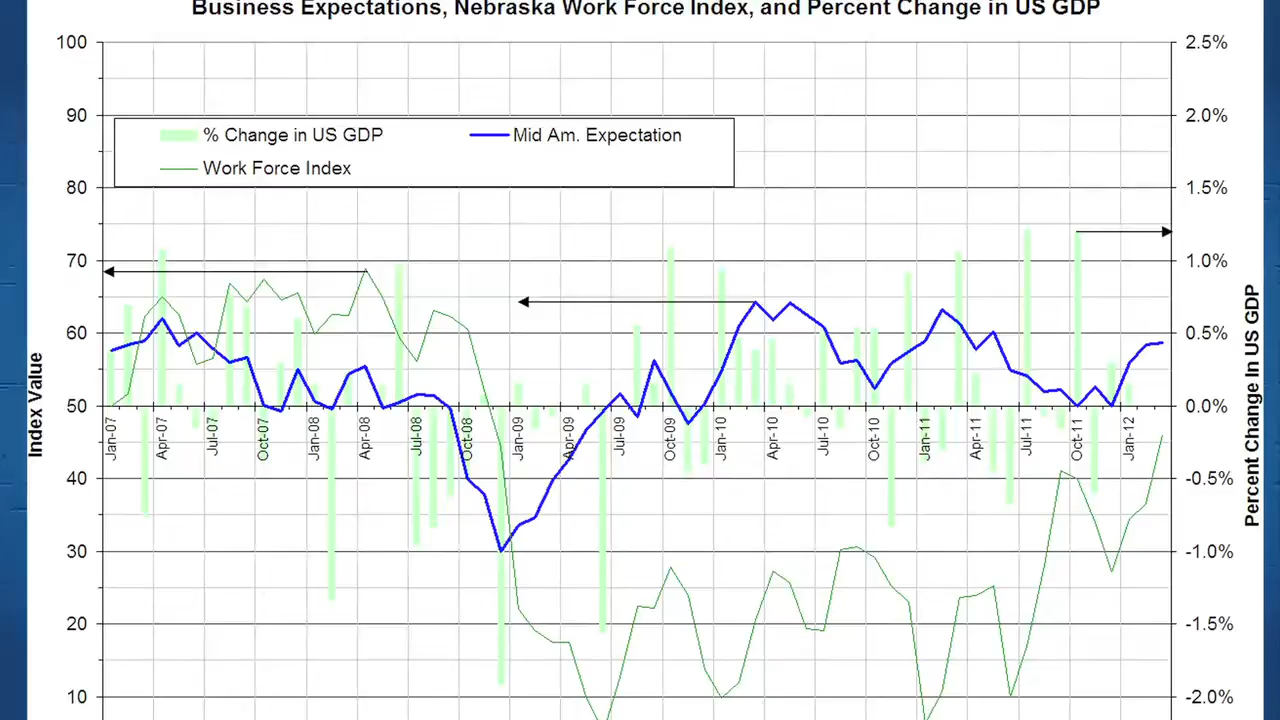 Business Expectations, Nebraska Work Force Index, and Percent Change in US GDP
100
90
80
70
60
50
40
30
20
10
2.5%
2.0%
1.5%
1.0%
0.5%
0.0%
-0.5%
-1.0%
-1.5%
-2.0%
% Change in US GDP
Mid Am. Expectation
Work Force Index
Index Value
Percent Change In US GDP
Jan-07
Apr-07
Jul-07
Oct-07
Jan-08
Apr-08
Jul-08
Oct-08
Jan-09
Apr-09
Jul-09
Oct-09
Jan-10
Apr-10
Jul-10
Oct-10
Jan-11
Apr-11
Jul-11
Oct-11
Jan-12